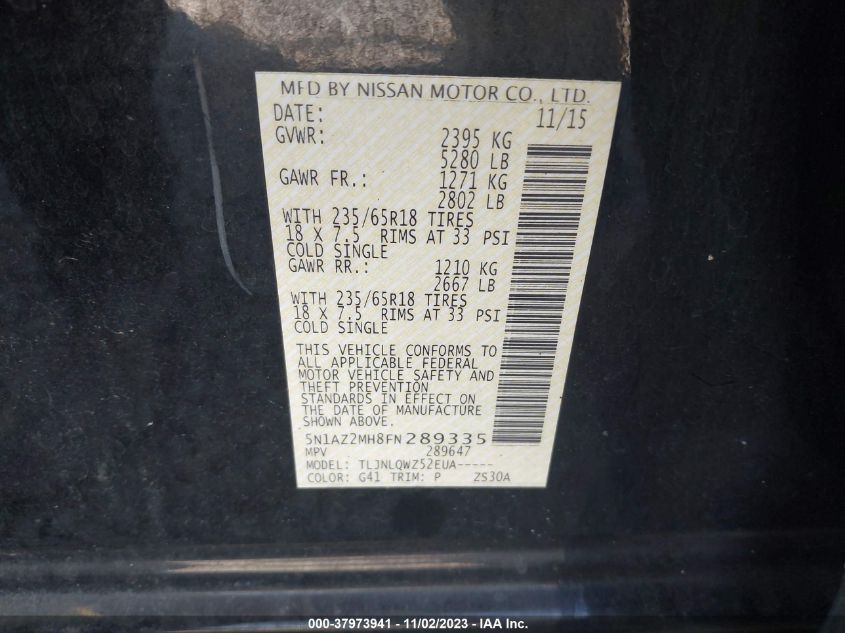 MFD BY NISSAN MOTOR CO., LTD.
DATE: 11/15
GVWR: 2395 KG
5280 LB
GAWR FR.: 1271 KG
2802 LB
WITH 235/65R18 TIRES
18 X 7.5 RIMS AT 33 PSI
COLD SINGLE
GAWR RR.: 1210 KG
2667 LB
WITH 235/65R18 TIRES
18 X 7.5 RIMS AT 33 PSI
COLD SINGLE
THIS VEHICLE CONFORMS TO
ALL APPLICABLE FEDERAL
MOTOR VEHICLE SAFETY AND
THEFT PREVENTION
STANDARDS IN EFFECT ON
THE DATE OF MANUFACTURE
SHOWN ABOVE.
5N1AZ2MH8FN289335
MPV 289647
MODEL: TLJNLQWZ52EUA-----
COLOR: G41 TRIM: P ZS30A
000-37973941 - 11/02/2023 - IAA Inc.